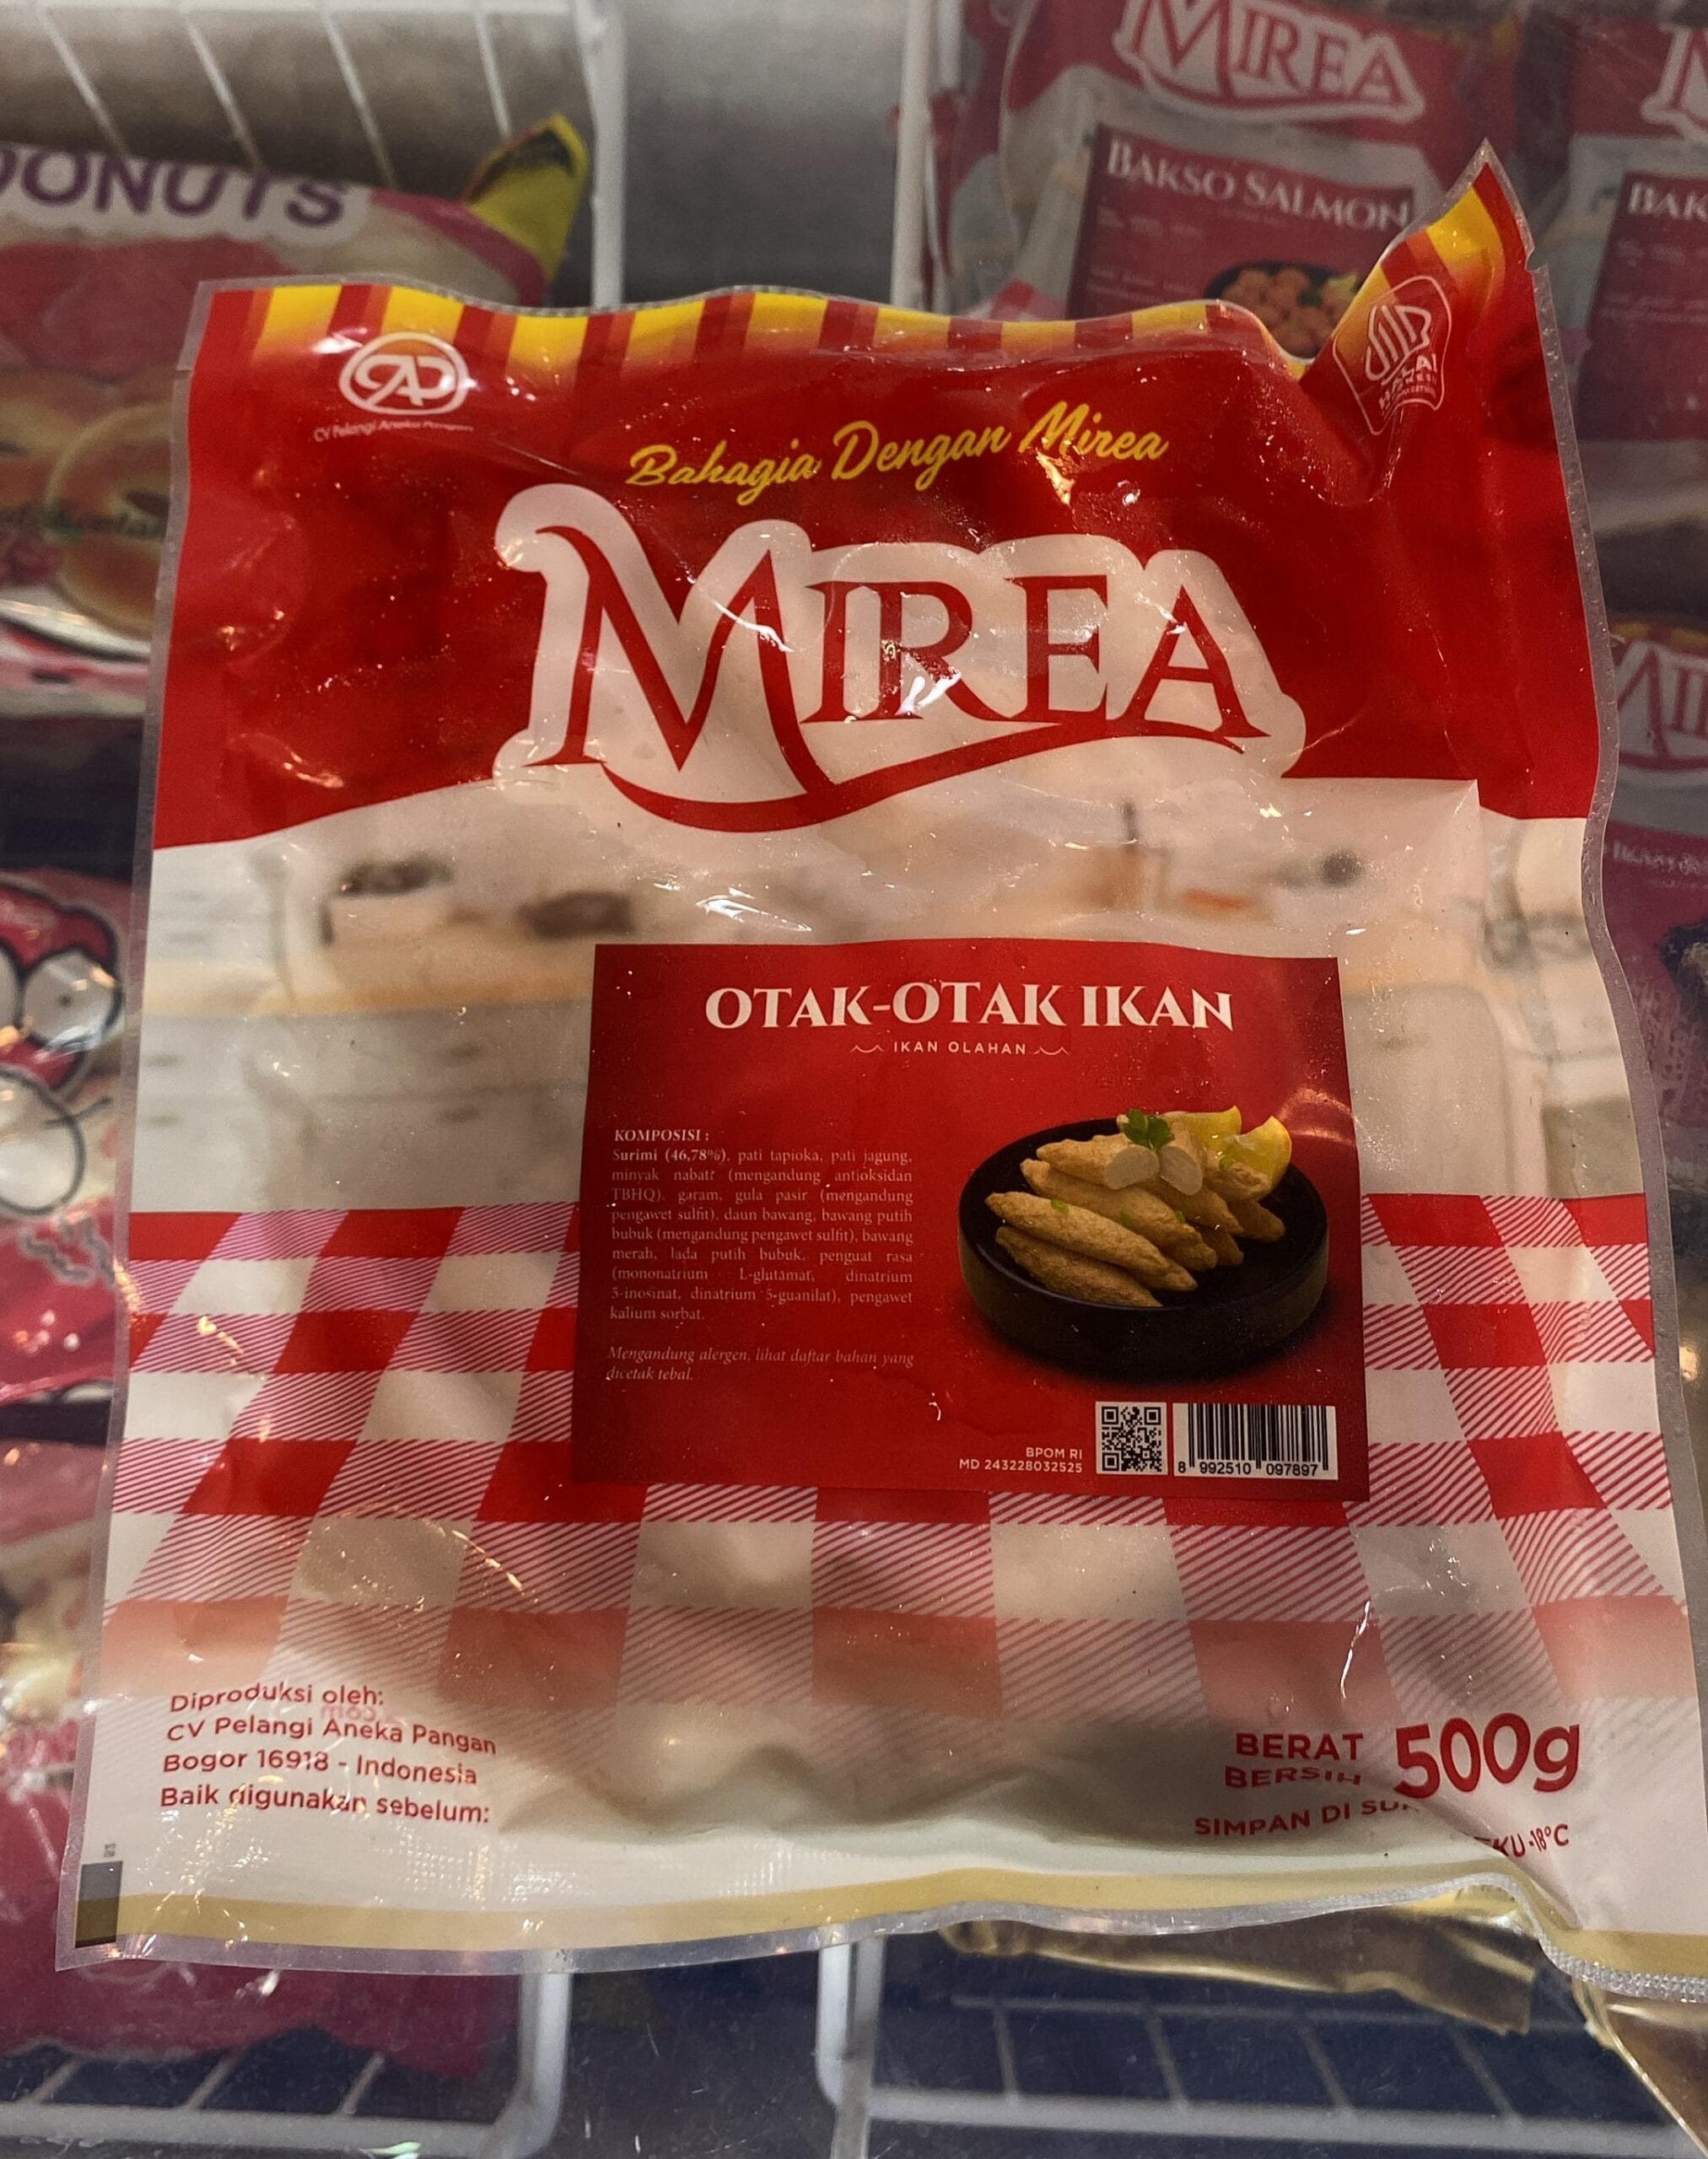 DONUTS
MIREA
BAKSO SALMON
CV Pelangi Aneka Pangan
HALAL
Bahagia Dengan Mirea
MIREA
OTAK-OTAK IKAN
IKAN OLAHAN
KOMPOSISI :
Surimi (46,78%), pati tapioka, pati jagung,
minyak nabati (mengandung antioksidan
TBHQ), garam, gula pasir (mengandung
pengawet sulfit), daun bawang, bawang putih
bubuk (mengandung pengawet sulfit), bawang
merah, lada putih bubuk, penguat rasa
(mononatrium L-glutamat, dinatrium
5-inosinat, dinatrium 5-guanilat), pengawet
kalium sorbat.
Mengandung alergen, lihat daftar bahan yang
dicetak tebal.
BPOM RI
MD 243228032525
8 992510 097897
Diproduksi oleh:
CV Pelangi Aneka Pangan
Bogor 16918 - Indonesia
Baik digunakan sebelum:
BERAT
BERSIH
500g
SIMPAN DI
-18°C